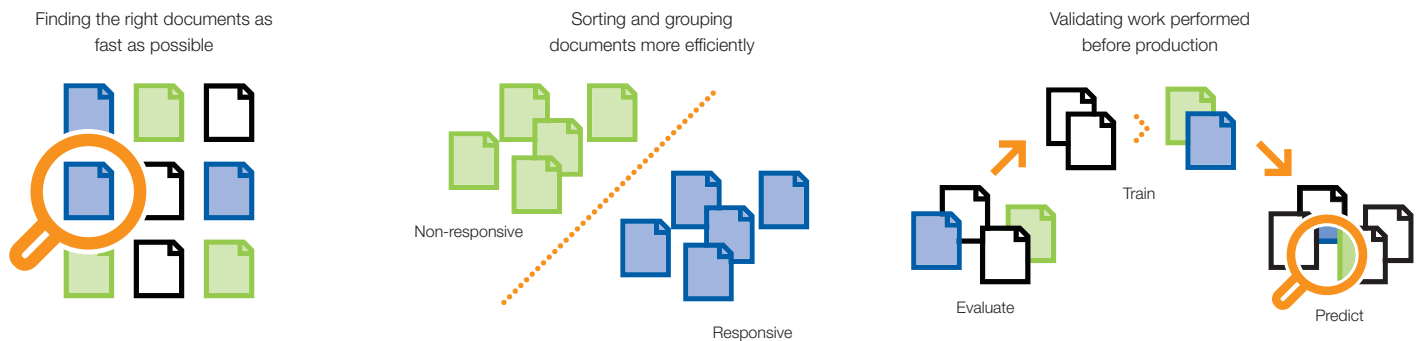 Finding the right documents as
fast as possible
Sorting and grouping
documents more efficiently
Non-responsive
Responsive
Validating work performed
before production
Train
Evaluate
Predict